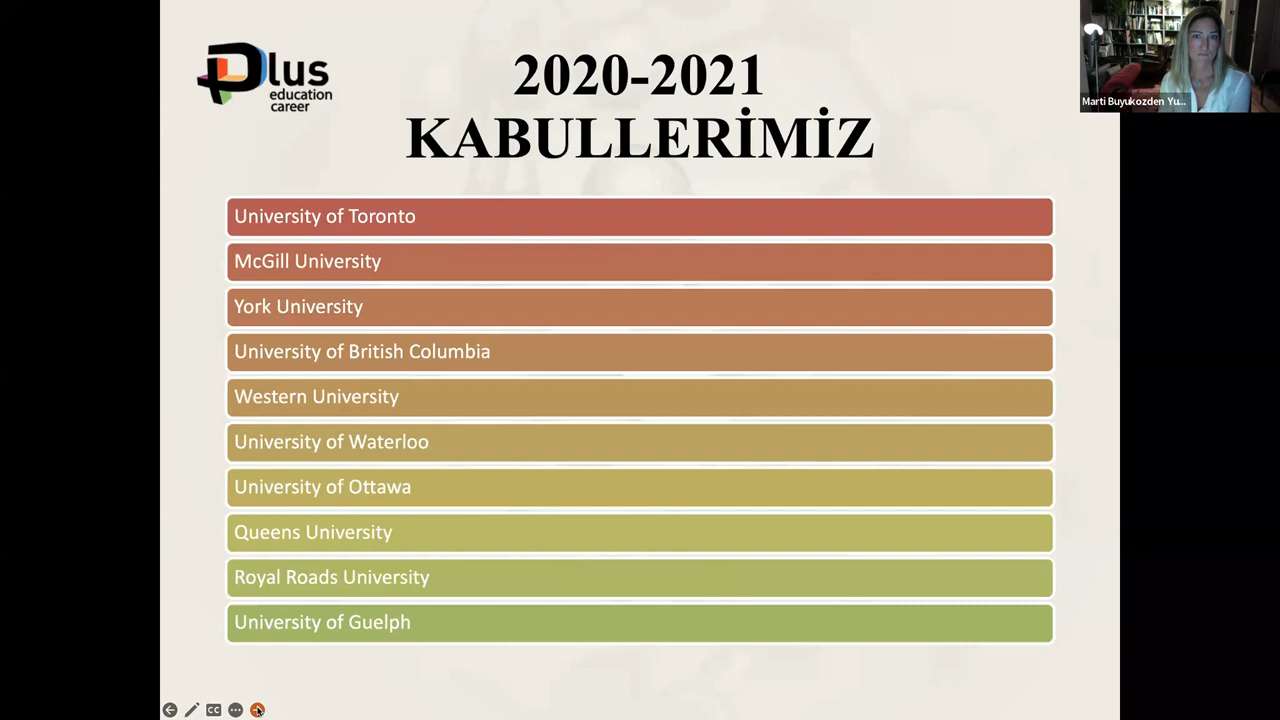 Plus
education
career
2020-2021
KABULLERİMİZ
Marti Buyukozden Yu...
University of Toronto
McGill University
York University
University of British Columbia
Western University
University of Waterloo
University of Ottawa
Queens University
Royal Roads University
University of Guelph
CC